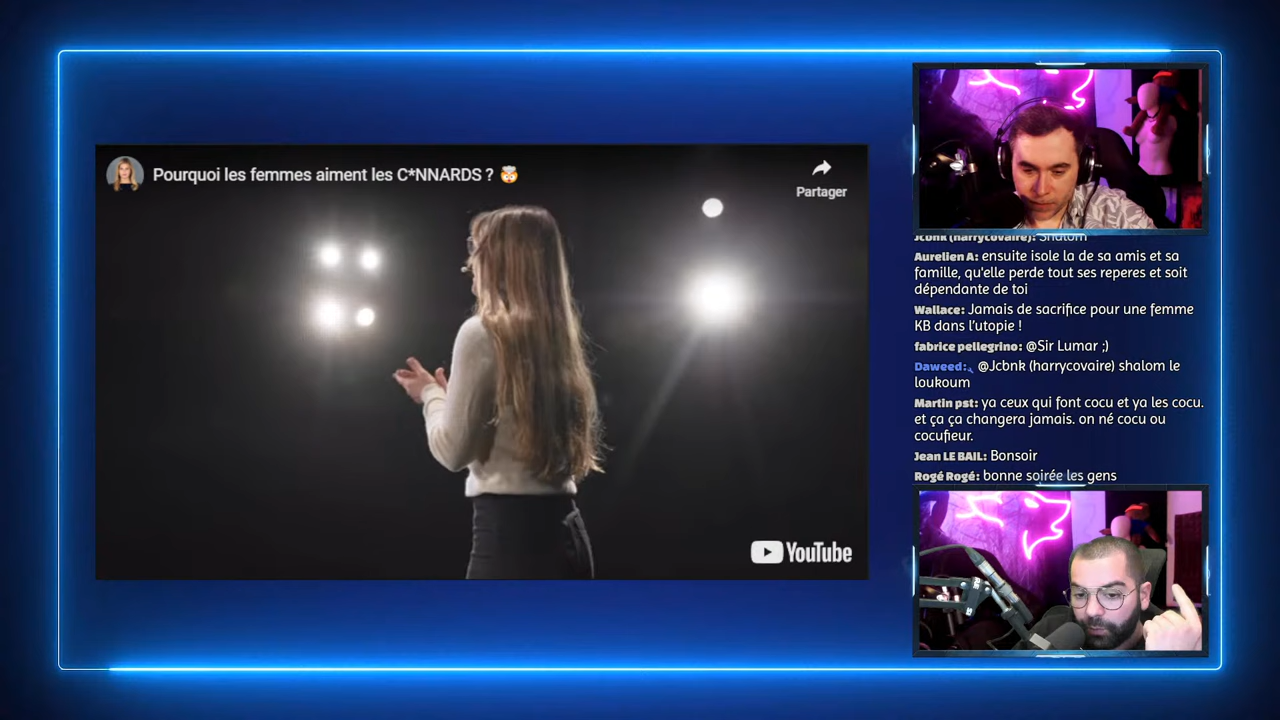 Pourquoi les femmes aiment les C*NNARDS ? 🤯
Partager
YouTube
Jcbnk (harrycovaire): Shalom
Aurelien A: ensuite isole la de sa amis et sa
famille, qu'elle perde tout ses reperes et soit
dépendante de toi
Wallace: Jamais de sacrifice pour une femme
KB dans l'utopie !
fabrice pellegrino: @Sir Lumar ;)
Daweed: @Jcbnk (harrycovaire) shalom le
loukoum
Martin pst: ya ceux qui font cocu et ya les cocu.
et ça ça changera jamais. on né cocu ou
cocufieur.
Jean LE BAIL: Bonsoir
Rogé Rogé: bonne soirée les gens